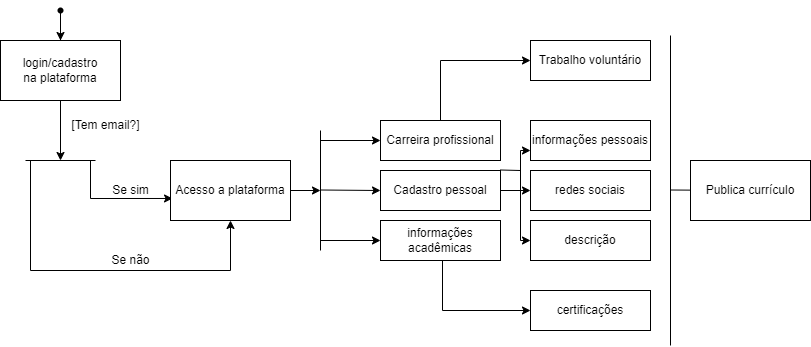 login/cadastro
na plataforma
[Tem email?]
Se sim
Se não
Acesso a plataforma
Carreira profissional
Cadastro pessoal
informações
acadêmicas
Trabalho voluntário
informações pessoais
redes sociais
descrição
certificações
Publica currículo